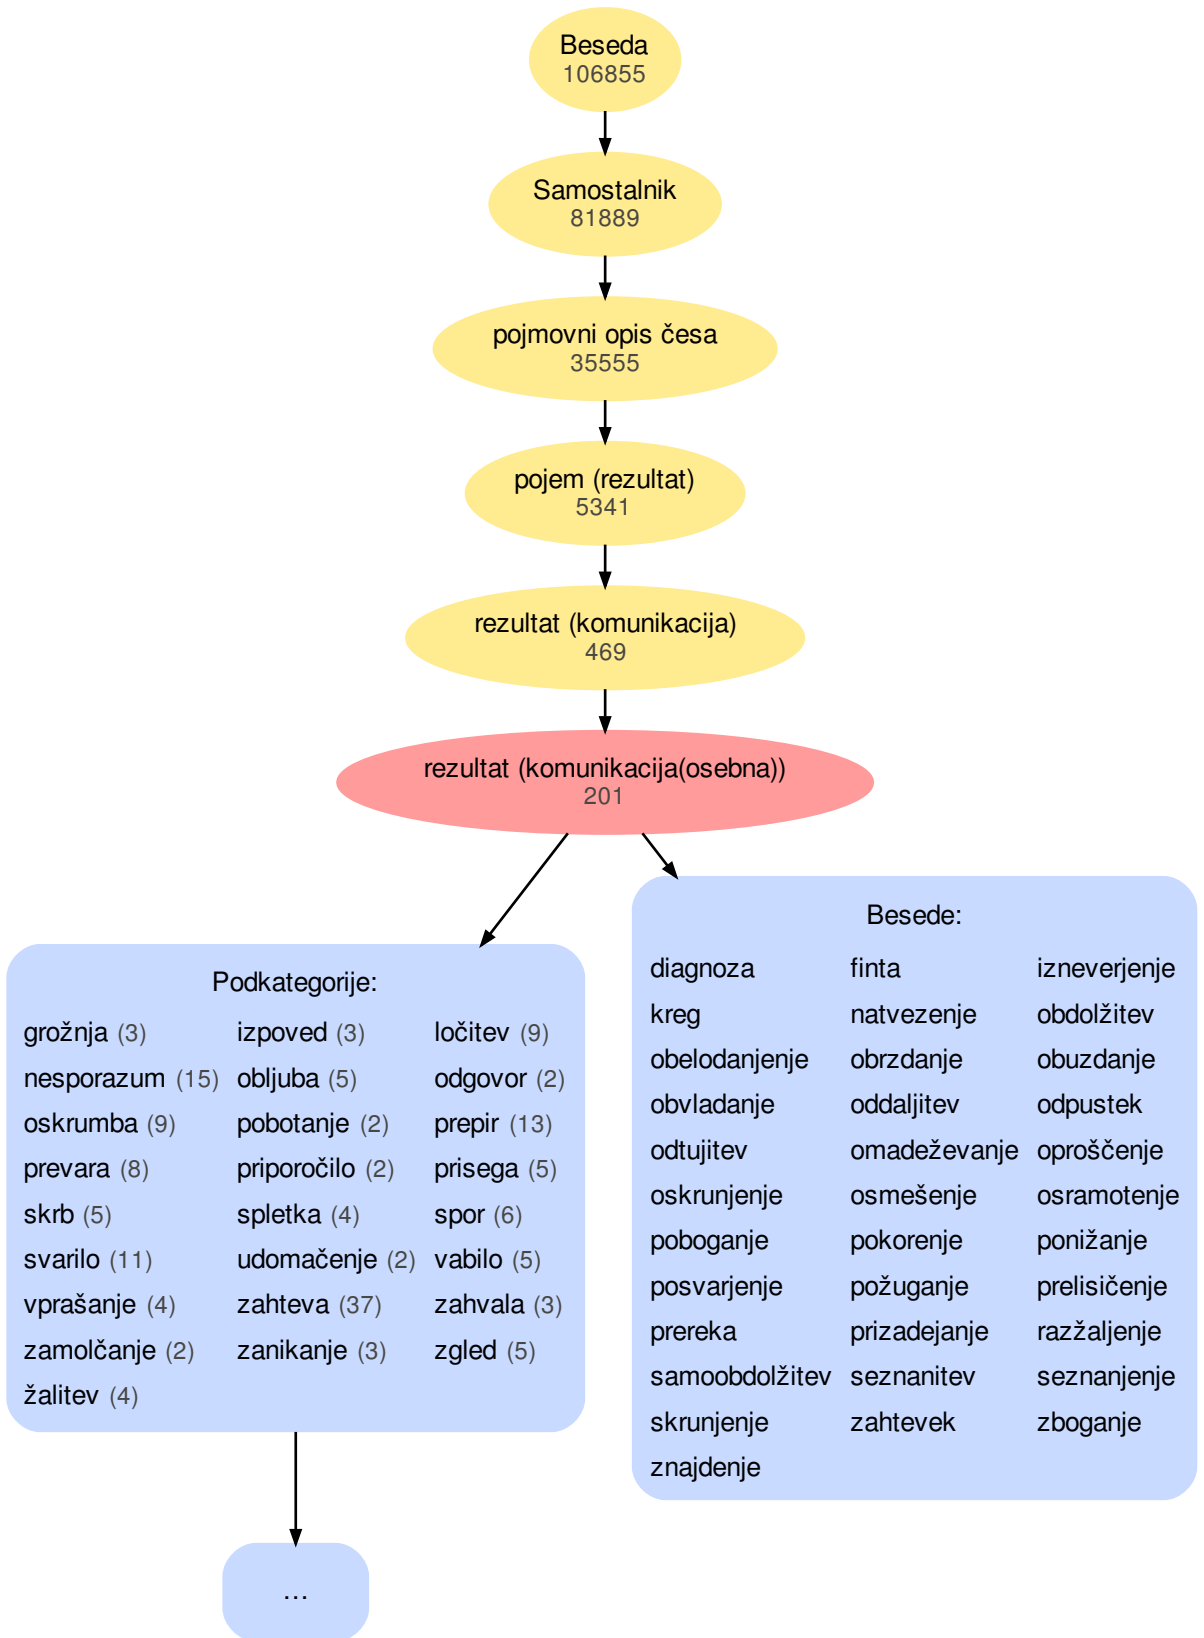 Beseda
106855
Samostalnik
81889
pojmovni opis česa
35555
pojem (rezultat)
5341
rezultat (komunikacija)
469
rezultat (komunikacija(osebna))
201
Podkategorije:
grožnja (3) izpoved (3) ločitev (9)
nesporazum (15) obljuba (5) odgovor (2)
oskrumba (9) pobotanje (2) prepir (13)
prevara (8) priporočilo (2) prisega (5)
skrb (5) spletka (4) spor (6)
svarilo (11) udomačenje (2) vabilo (5)
vprašanje (4) zahteva (37) zahvala (3)
zamolčanje (2) zanikanje (3) zgled (5)
žalitev (4)
Besede:
diagnoza finta izneverjenje
kreg natvezenje obdolžitev
obelodanjenje obrzdanje obuzdanje
obvladanje oddaljitev odpustek
odtujitev omadeževanje oproščenje
oskrunjenje osmešenje osramotenje
poboganje pokorenje ponižanje
posvarjenje požuganje prelisičenje
prereka prizadejanje razžaljenje
samoobdolžitev seznanitev seznanjenje
skrunjenje zahtevek zboganje
znajdenje
...